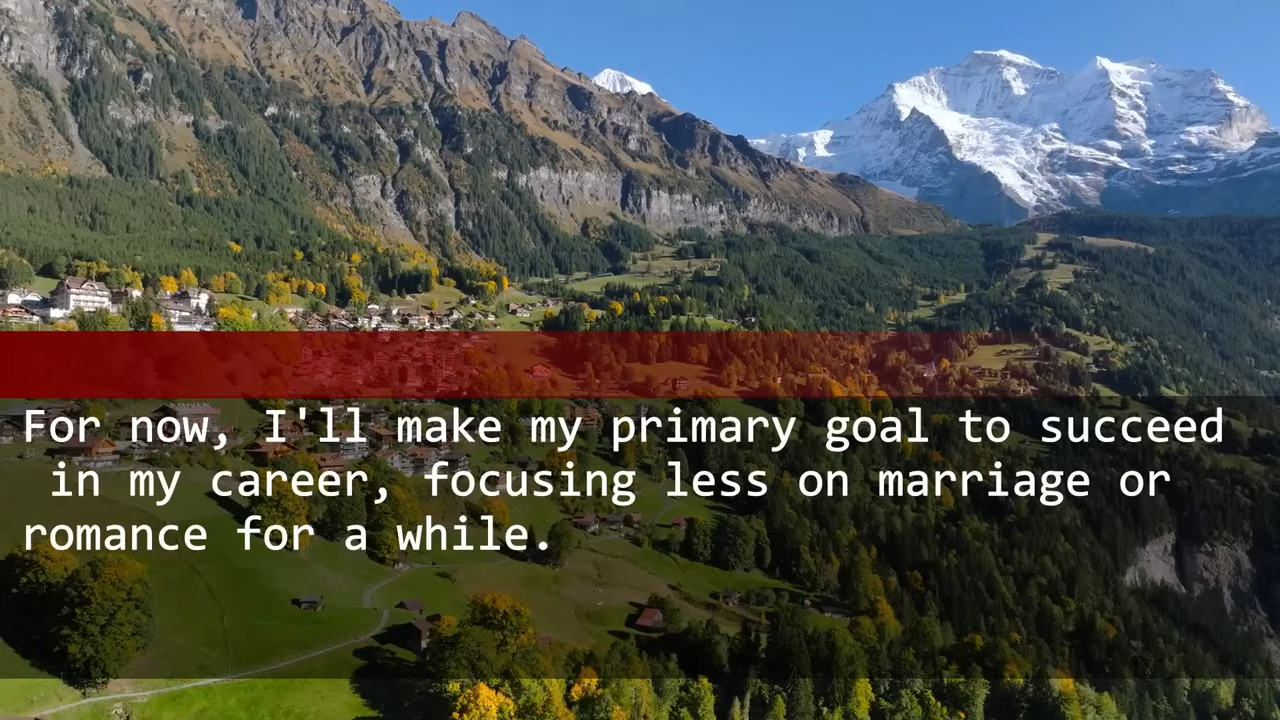 For now, I'll make my primary goal to succeed
in my career, focusing less on marriage or
romance for a while.